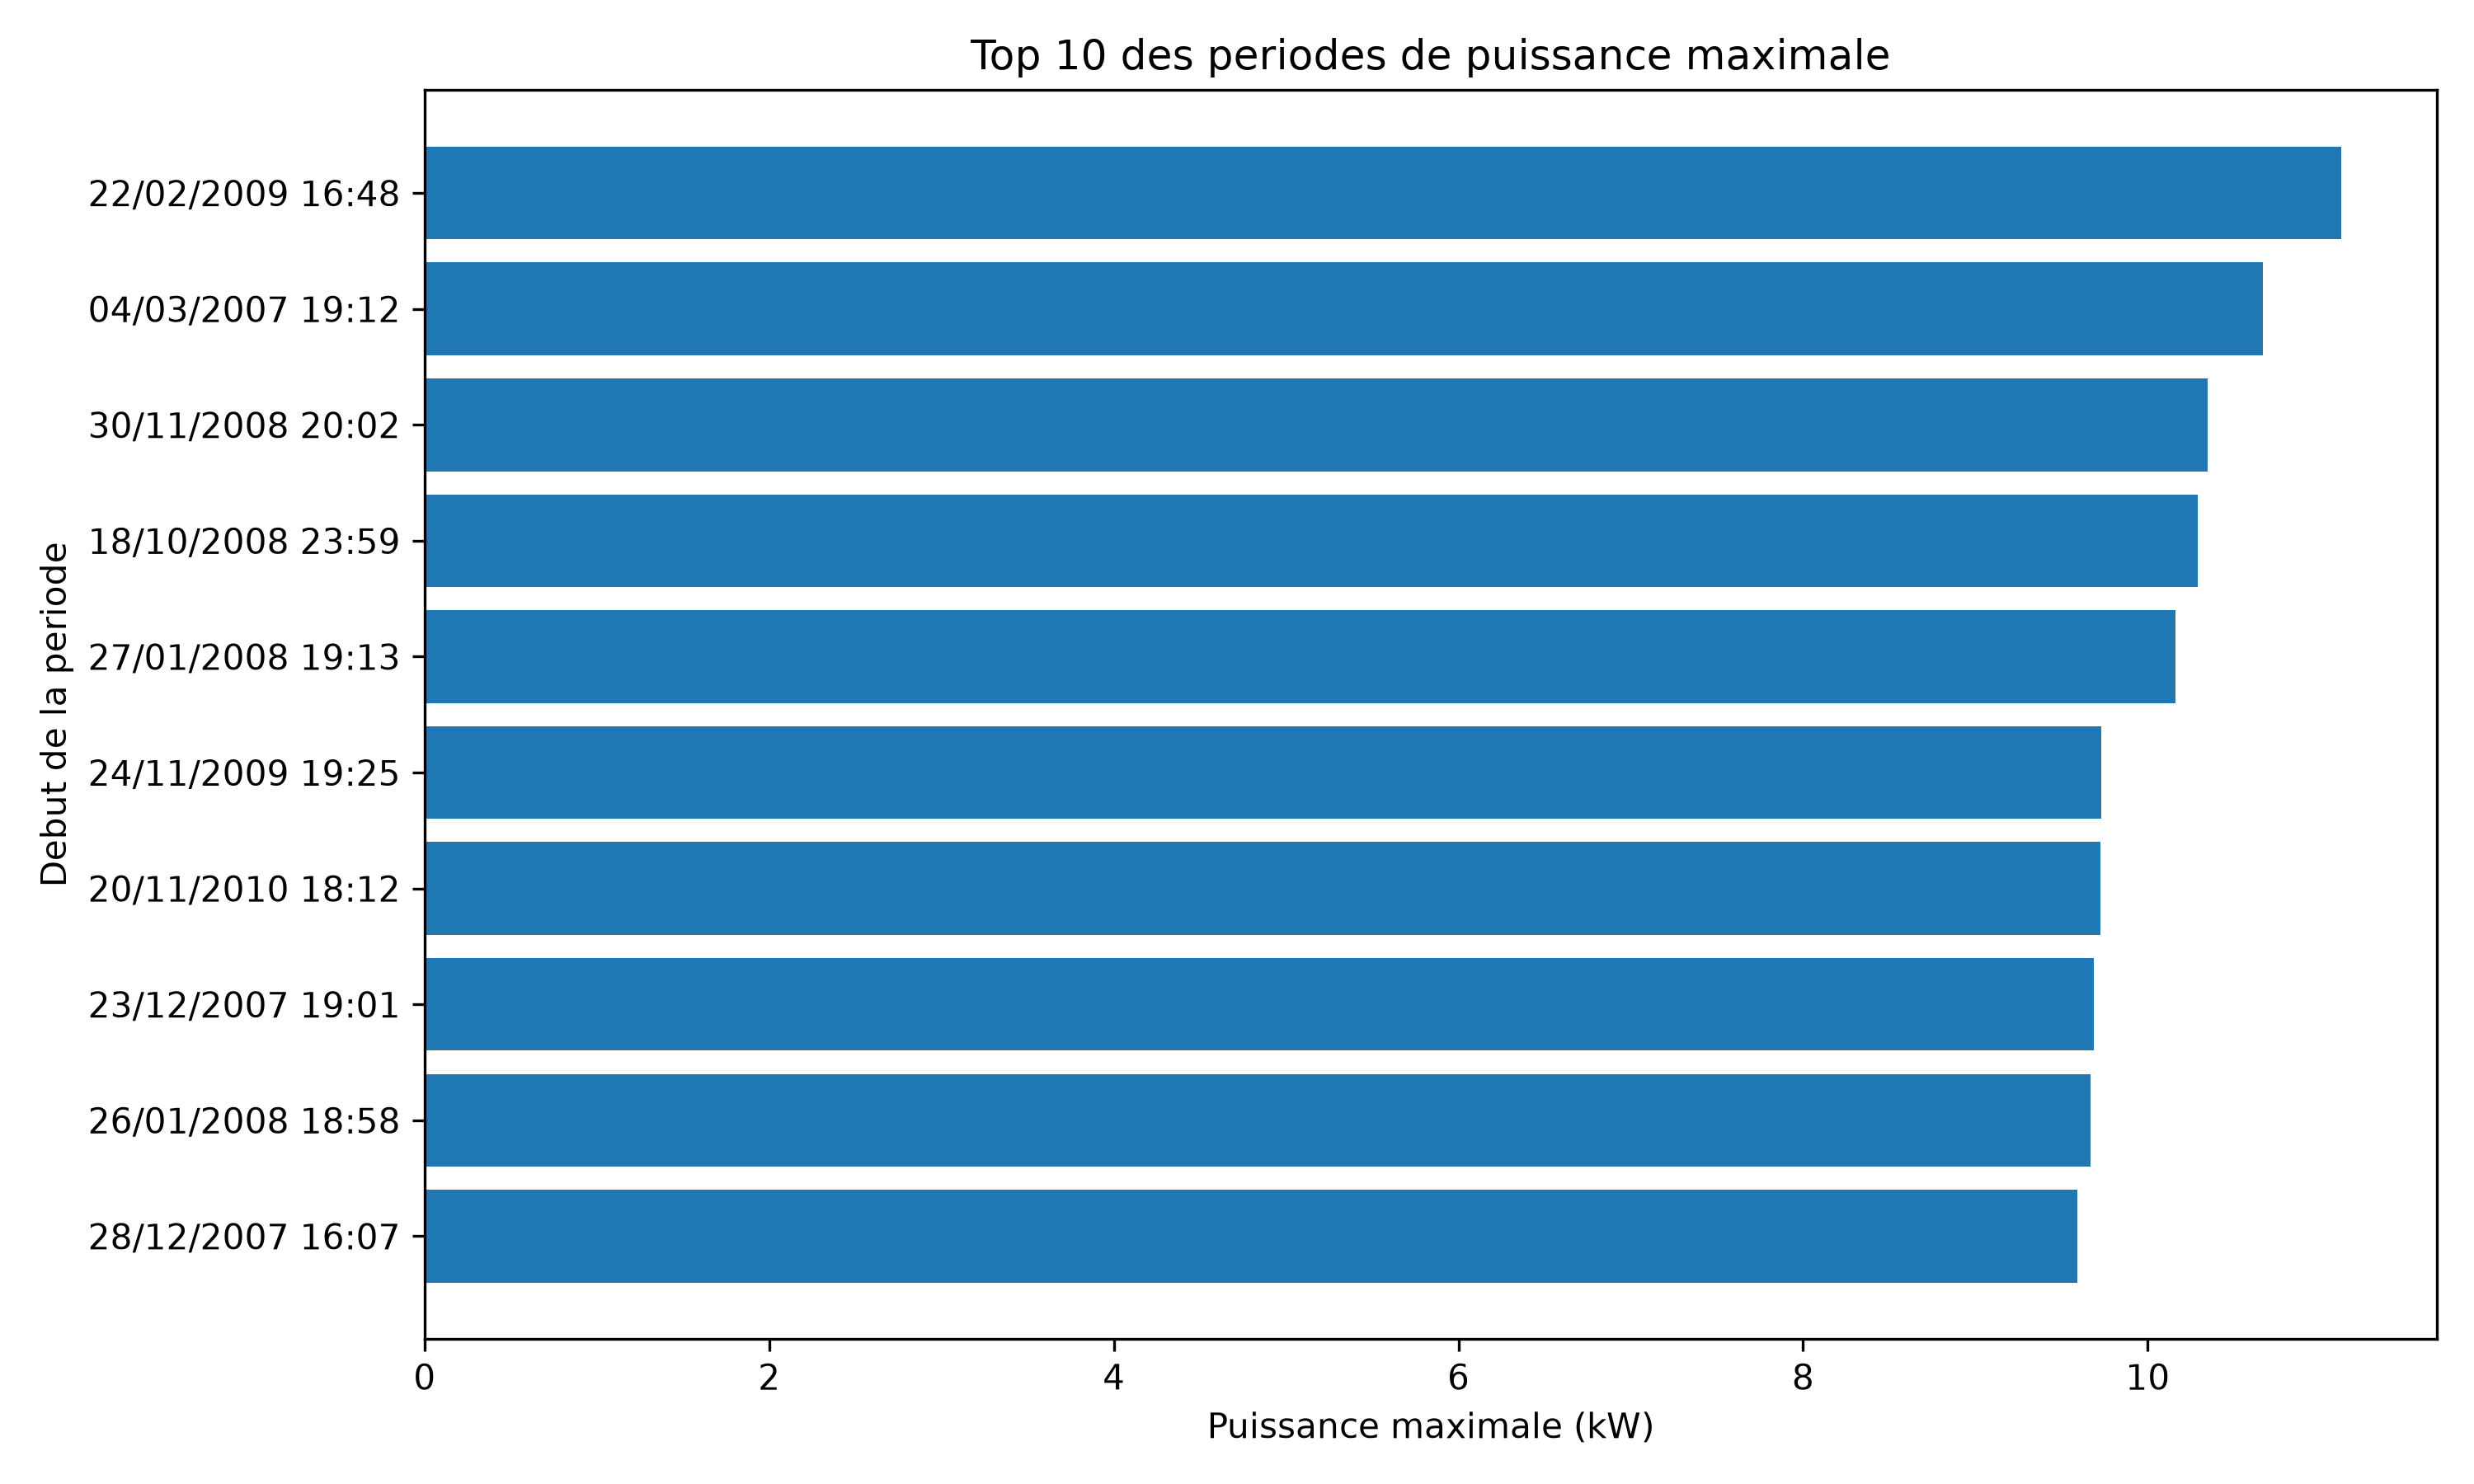 Top 10 des periodes de puissance maximale
Debut de la periode
22/02/2009 16:48
04/03/2007 19:12
30/11/2008 20:02
18/10/2008 23:59
27/01/2008 19:13
24/11/2009 19:25
20/11/2010 18:12
23/12/2007 19:01
26/01/2008 18:58
28/12/2007 16:07
0 2 4 6 8 10
Puissance maximale (kW)